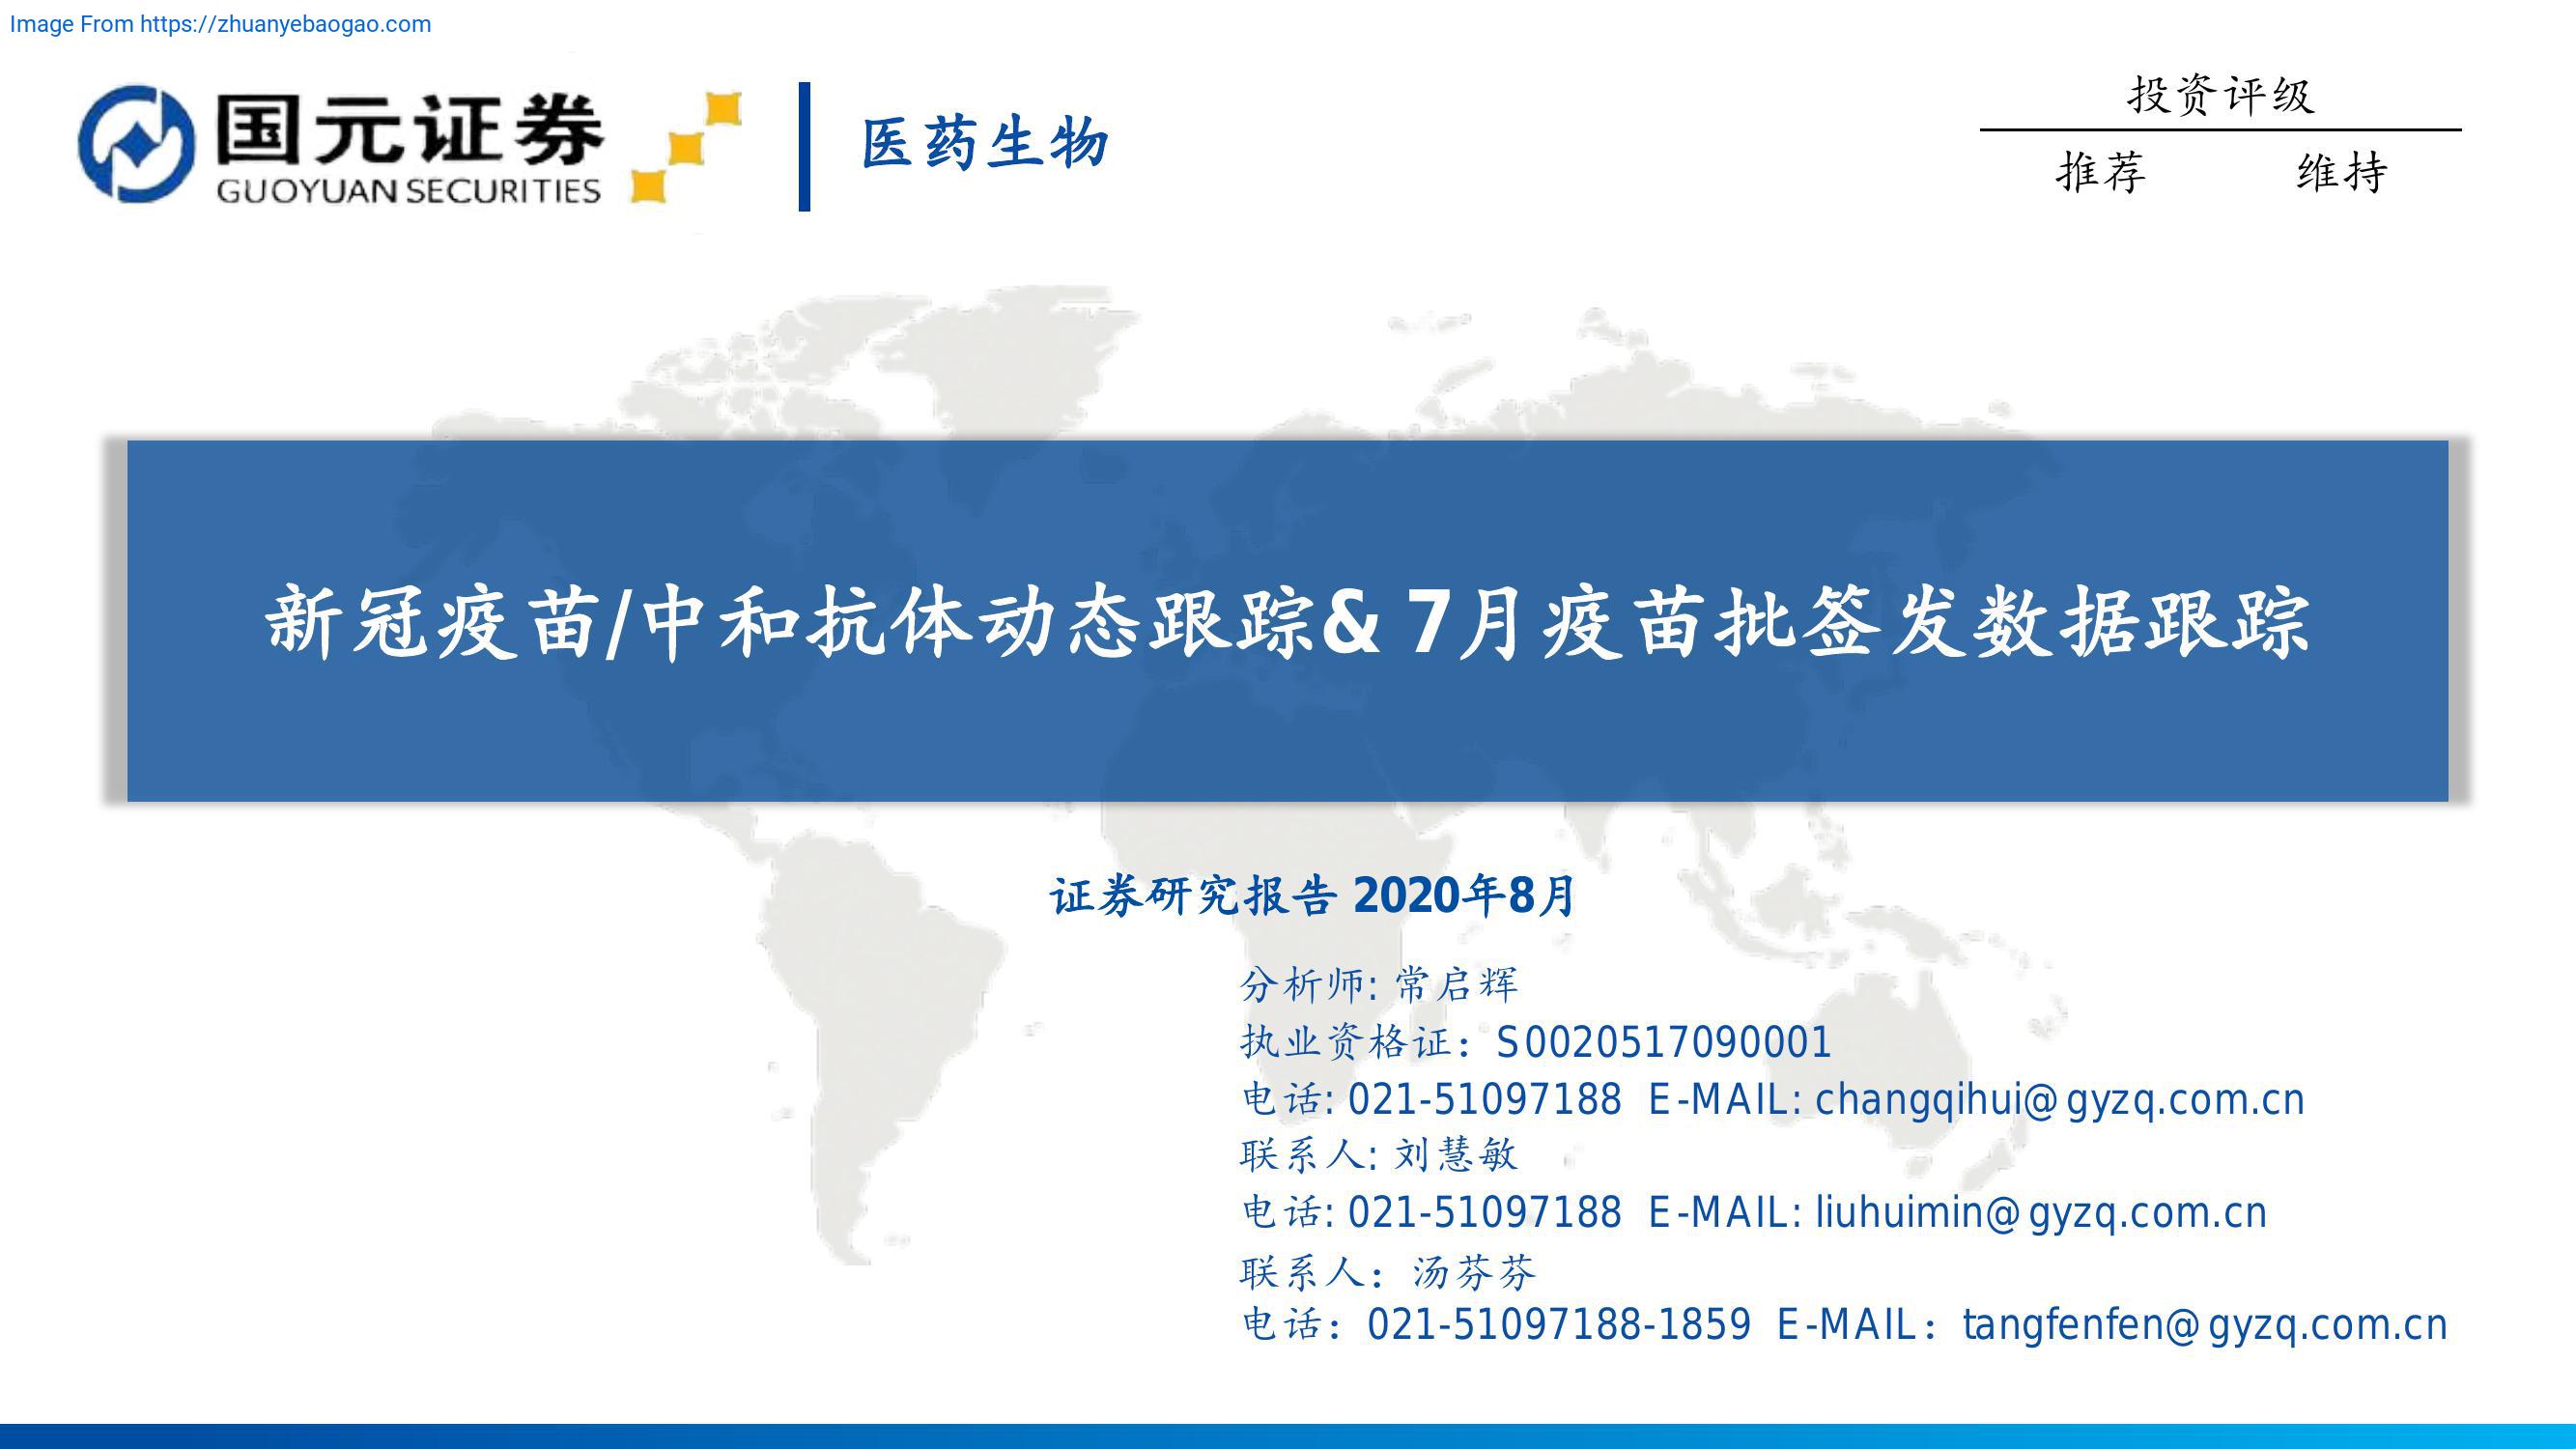 Image From https://zhuanyebaogao.com
国元证券
GUOYUAN SECURITIES
医药生物
投资评级
推荐 维持
新冠疫苗/中和抗体动态跟踪& 7月疫苗批签发数据跟踪
证券研究报告 2020年8月
分析师: 常启辉
执业资格证：S0020517090001
电话: 021-51097188 E-MAIL: changqihui@gyzq.com.cn
联系人: 刘慧敏
电话: 021-51097188 E-MAIL: liuhuimin@gyzq.com.cn
联系人：汤芬芬
电话：021-51097188-1859 E-MAIL：tangfenfen@gyzq.com.cn